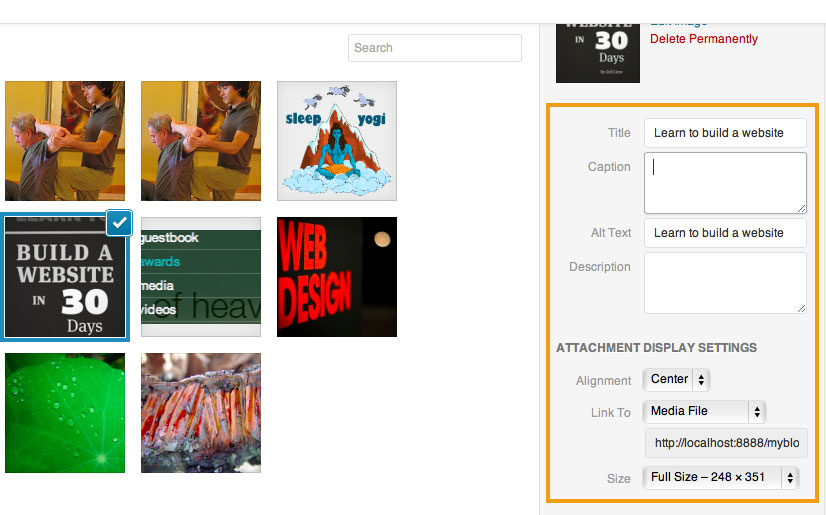 Edit Image
Delete Permanently
IN 30
Days
Search
sleep yogi
LEARN TO
BUILD A
WEBSITE
IN 30
Days
guestbook
awards
media
videos
of heav
WEB
DESIGN
Title Learn to build a website
Caption
Alt Text Learn to build a website
Description
ATTACHMENT DISPLAY SETTINGS
Alignment Center
Link To Media File
http://localhost:8888/myblo
Size Full Size – 248 × 351